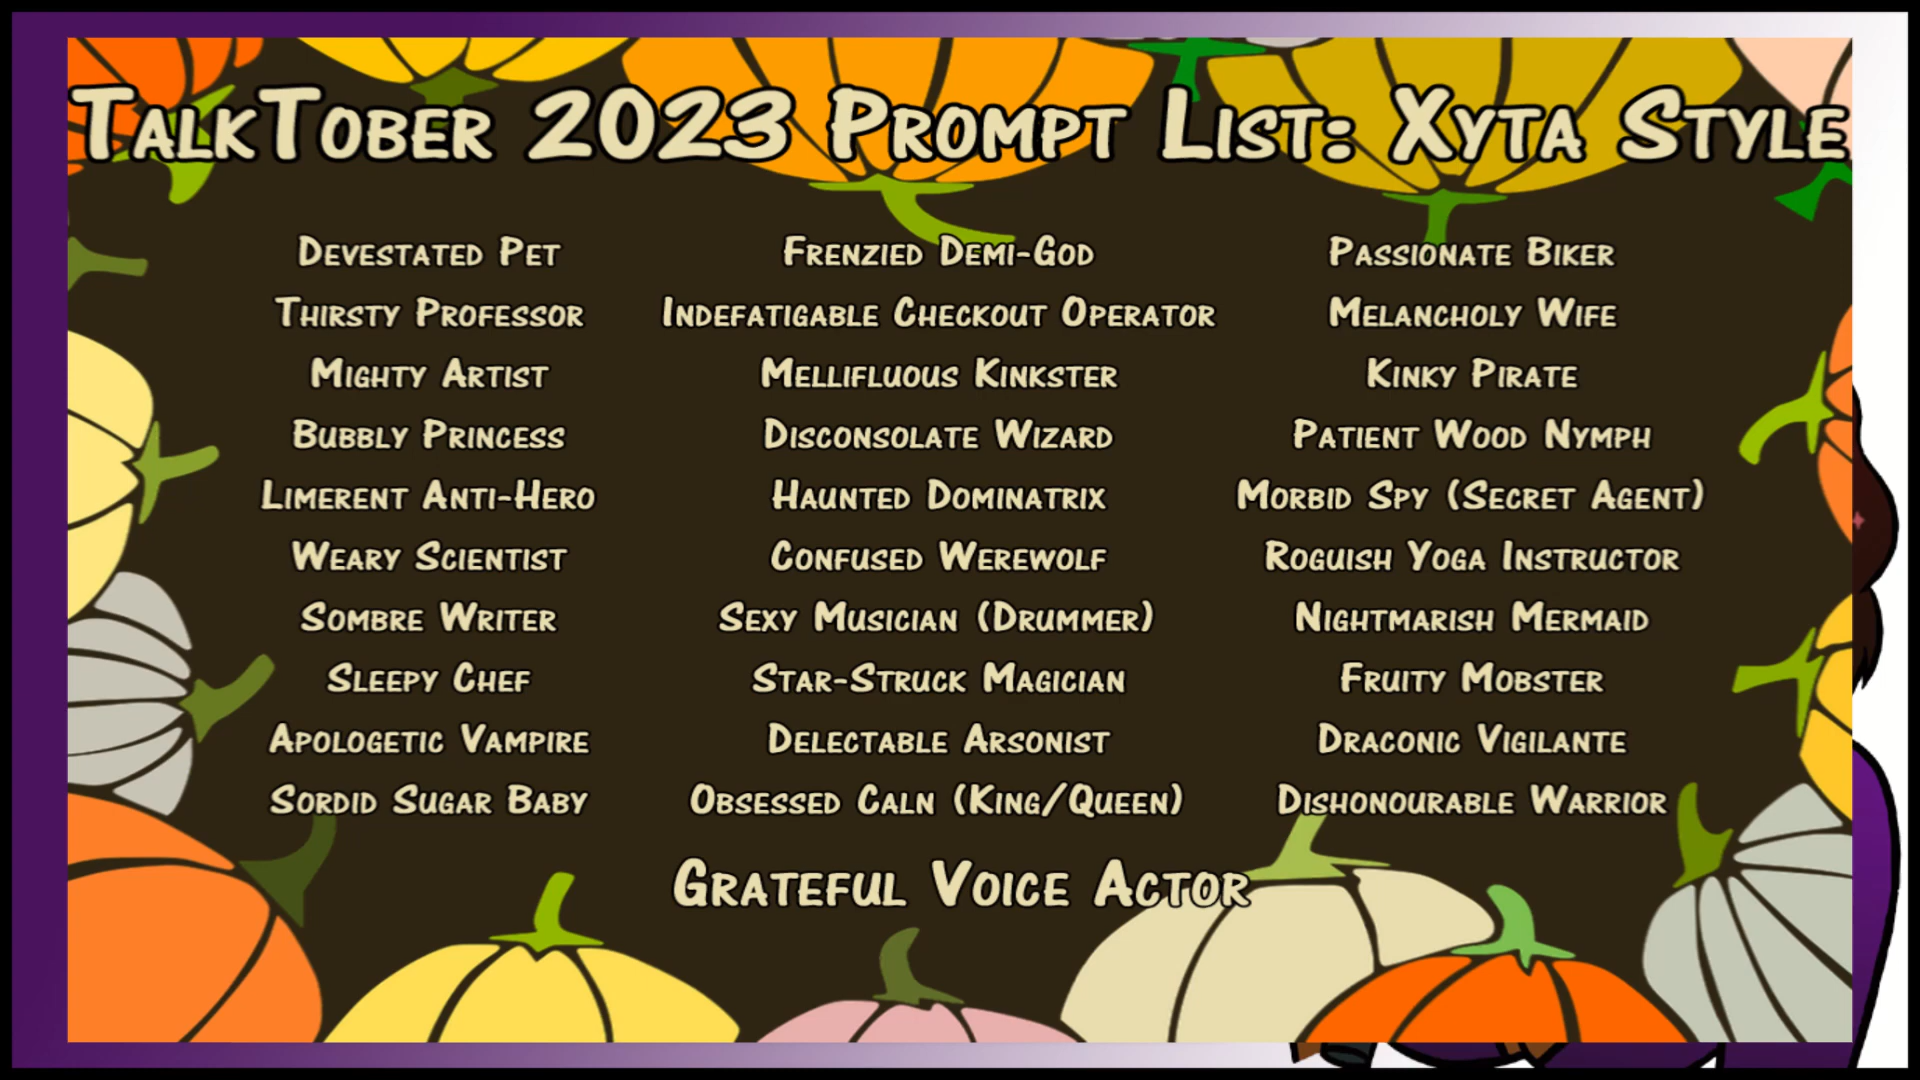 TalkTober 2023 Prompt List: Xyta Style
Devestated Pet
Thirsty Professor
Mighty Artist
Bubbly Princess
Limerent Anti-Hero
Weary Scientist
Sombre Writer
Sleepy Chef
Apologetic Vampire
Sordid Sugar Baby
Frenzied Demi-God
Indefatigable Checkout Operator
Mellifluous Kinkster
Disconsolate Wizard
Haunted Dominatrix
Confused Werewolf
Sexy Musician (Drummer)
Star-Struck Magician
Delectable Arsonist
Obsessed Caln (King/Queen)
Passionate Biker
Melancholy Wife
Kinky Pirate
Patient Wood Nymph
Morbid Spy (Secret Agent)
Roguish Yoga Instructor
Nightmarish Mermaid
Fruity Mobster
Draconic Vigilante
Dishonourable Warrior
Grateful Voice Actor